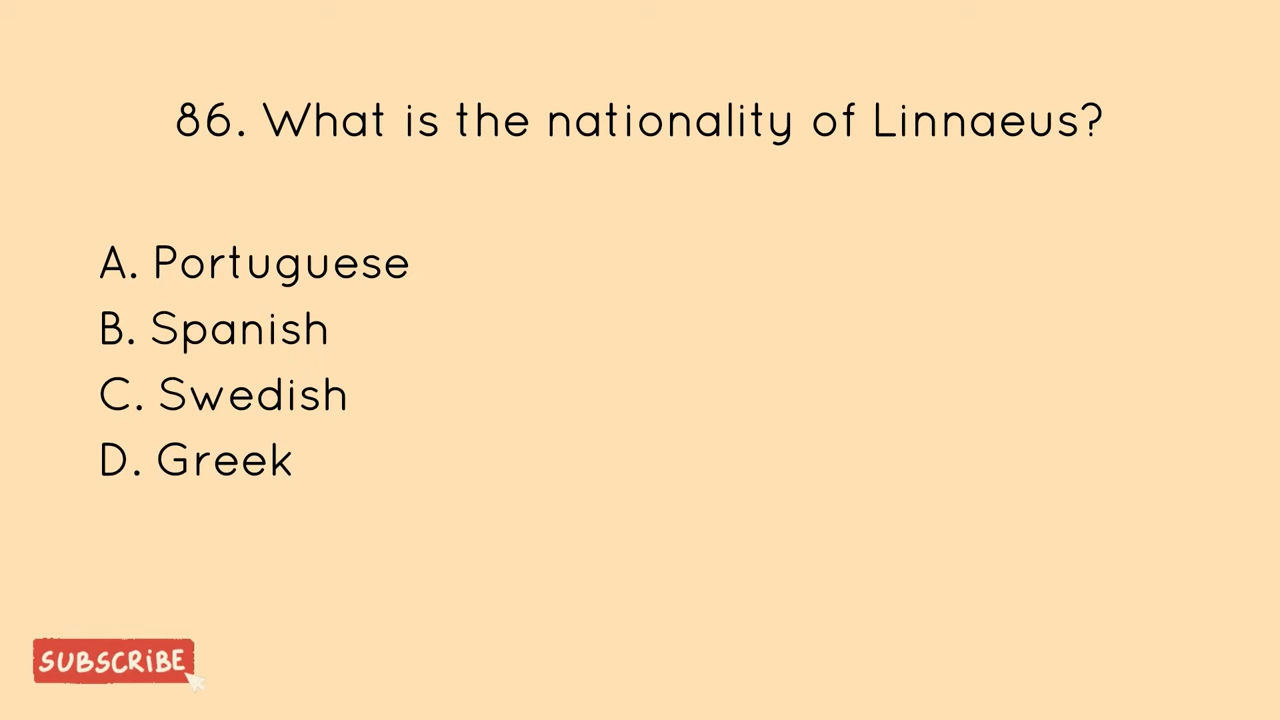 86. What is the nationality of Linnaeus?
A. Portuguese
B. Spanish
C. Swedish
D. Greek
SUBSCRiBE